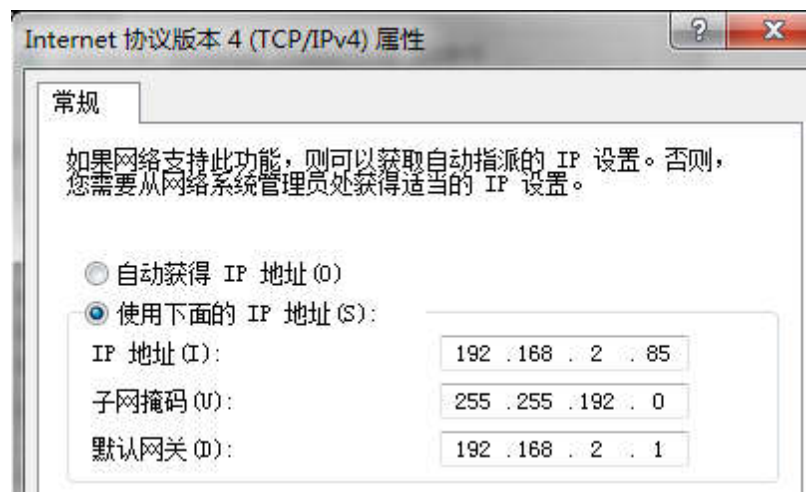 Internet 协议版本 4 (TCP/IPv4) 属性
常规
如果网络支持此功能，则可以获取自动指派的 IP 设置。否则，
您需要从网络系统管理员处获得适当的 IP 设置。
自动获得 IP 地址(O)
使用下面的 IP 地址(S):
IP 地址(I): 192 .168 . 2 . 85
子网掩码(U): 255 .255 .192 . 0
默认网关(D): 192 .168 . 2 . 1